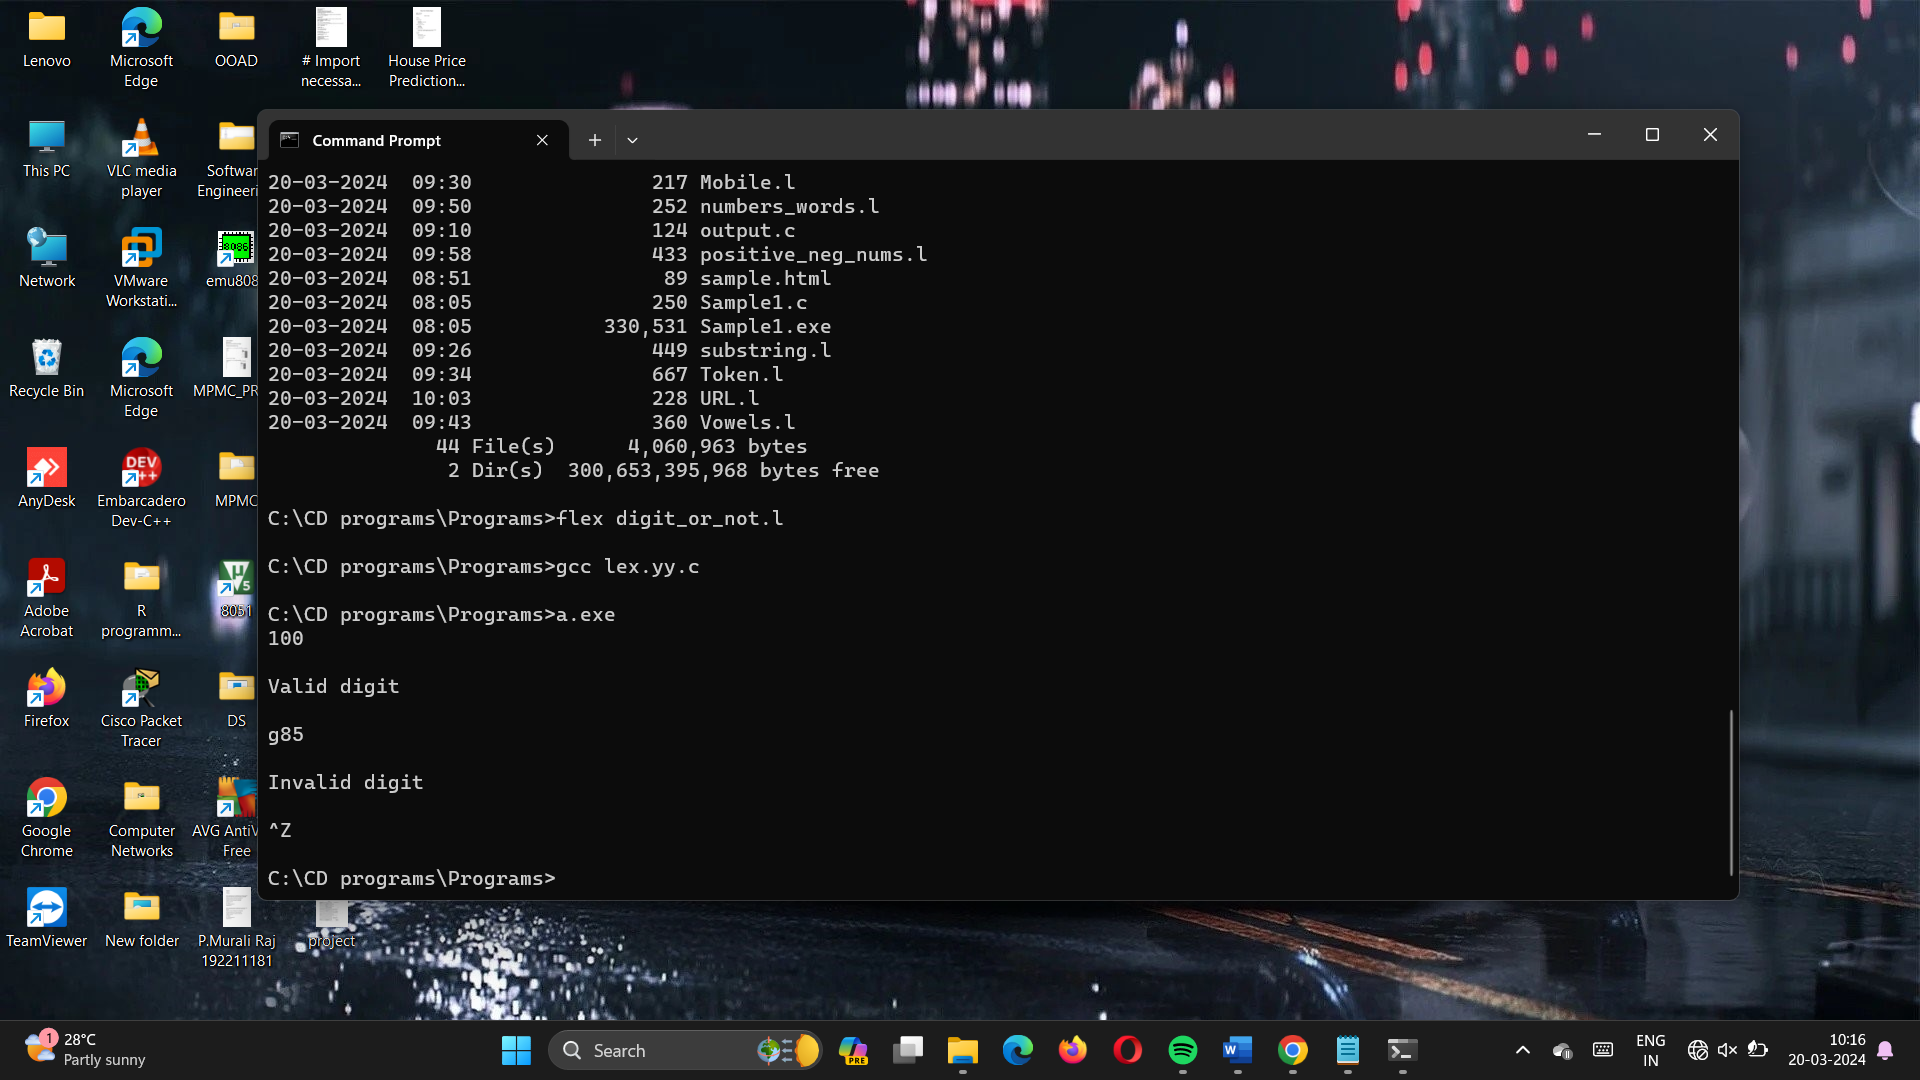 Lenovo
Microsoft
Edge
OOAD
# Import
necessa...
House Price
Prediction...
This PC
VLC media
player
Softwar
Engineeri
Network
VMware
Workstati...
8086
emu808
Recycle Bin
Microsoft
Edge
MPMC_PR
AnyDesk
DEV
C++
Embarcadero
Dev-C++
MPMC
Adobe
Acrobat
R
programm...
8051
Firefox
Cisco Packet
Tracer
DS
Google
Chrome
Computer
Networks
AVG AntiV
Free
TeamViewer
New folder
P.Murali Raj
192211181
project
Command Prompt
20-03-2024  09:30               217 Mobile.l
20-03-2024  09:50               252 numbers_words.l
20-03-2024  09:10               124 output.c
20-03-2024  09:58               433 positive_neg_nums.l
20-03-2024  08:51                89 sample.html
20-03-2024  08:05               250 Sample1.c
20-03-2024  08:05           330,531 Sample1.exe
20-03-2024  09:26               449 substring.l
20-03-2024  09:34               667 Token.l
20-03-2024  10:03               228 URL.l
20-03-2024  09:43               360 Vowels.l
44 File(s)      4,060,963 bytes
2 Dir(s)  300,653,395,968 bytes free
C:\CD programs\Programs>flex digit_or_not.l
C:\CD programs\Programs>gcc lex.yy.c
C:\CD programs\Programs>a.exe
100
Valid digit
g85
Invalid digit
^Z
C:\CD programs\Programs>
1
28°C
Partly sunny
Search
PRE
W
ENG
IN
10:16
20-03-2024